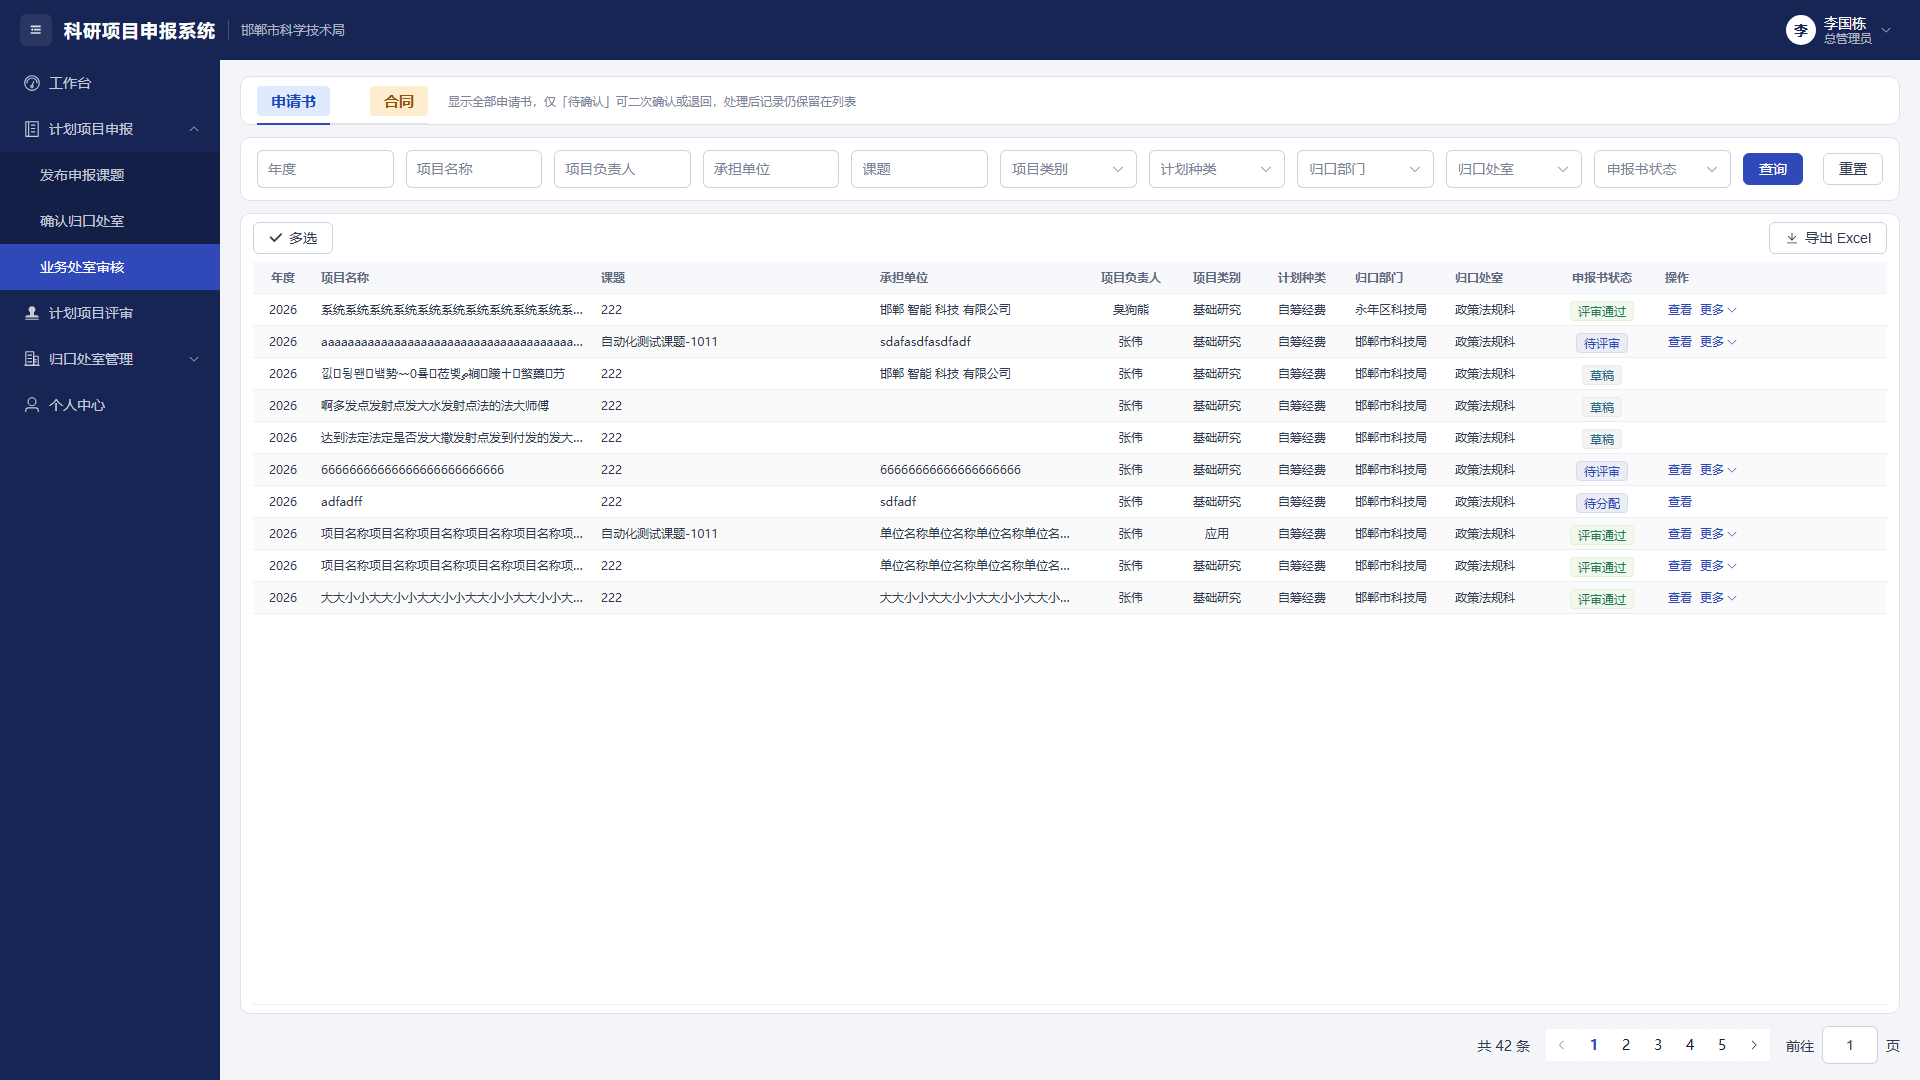 科研项目申报系统 邯郸市科学技术局
李 李国栋
总管理员
工作台
计划项目申报
发布申报课题
确认归口处室
业务处室审核
计划项目评审
归口处室管理
个人中心
申请书 合同 显示全部申请书，仅「待确认」可二次确认或退回，处理后记录仍保留在列表
年度 项目名称 项目负责人 承担单位 课题 项目类别 计划种类 归口部门 归口处室 申报书状态 查询 重置
多选 导出 Excel
年度 项目名称 课题 承担单位 项目负责人 项目类别 计划种类 归口部门 归口处室 申报书状态 操作
2026 系统系统系统系统系统系统系统系统系统系统系... 222 邯郸 智能 科技 有限公司 臭狗熊 基础研究 自筹经费 永年区科技局 政策法规科 评审通过 查看 更多
2026 aaaaaaaaaaaaaaaaaaaaaaaaaaaaaaaaaaaaaa... 自动化测试课题-1011 sdafasdfasdfadf 张伟 基础研究 自筹经费 邯郸市科技局 政策法规科 待评审 查看 更多
2026 222 邯郸 智能 科技 有限公司 张伟 基础研究 自筹经费 邯郸市科技局 政策法规科 草稿
2026 啊多发点发射点发大水发射点法的法大师傅 222 张伟 基础研究 自筹经费 邯郸市科技局 政策法规科 草稿
2026 达到法定法定是否发大撒发射点发到付发的发大... 222 张伟 基础研究 自筹经费 邯郸市科技局 政策法规科 草稿
2026 66666666666666666666666666 222 66666666666666666666 张伟 基础研究 自筹经费 邯郸市科技局 政策法规科 待评审 查看 更多
2026 adfadff 222 sdfadf 张伟 基础研究 自筹经费 邯郸市科技局 政策法规科 待分配 查看
2026 项目名称项目名称项目名称项目名称项目名称项... 自动化测试课题-1011 单位名称单位名称单位名称单位名... 张伟 应用 自筹经费 邯郸市科技局 政策法规科 评审通过 查看 更多
2026 项目名称项目名称项目名称项目名称项目名称项... 222 单位名称单位名称单位名称单位名... 张伟 基础研究 自筹经费 邯郸市科技局 政策法规科 评审通过 查看 更多
2026 大大小小大大小小大大小小大大小小大大小小大... 222 大大小小大大小小大大小小大大小... 张伟 基础研究 自筹经费 邯郸市科技局 政策法规科 评审通过 查看 更多
共 42 条 1 2 3 4 5 前往 1 页